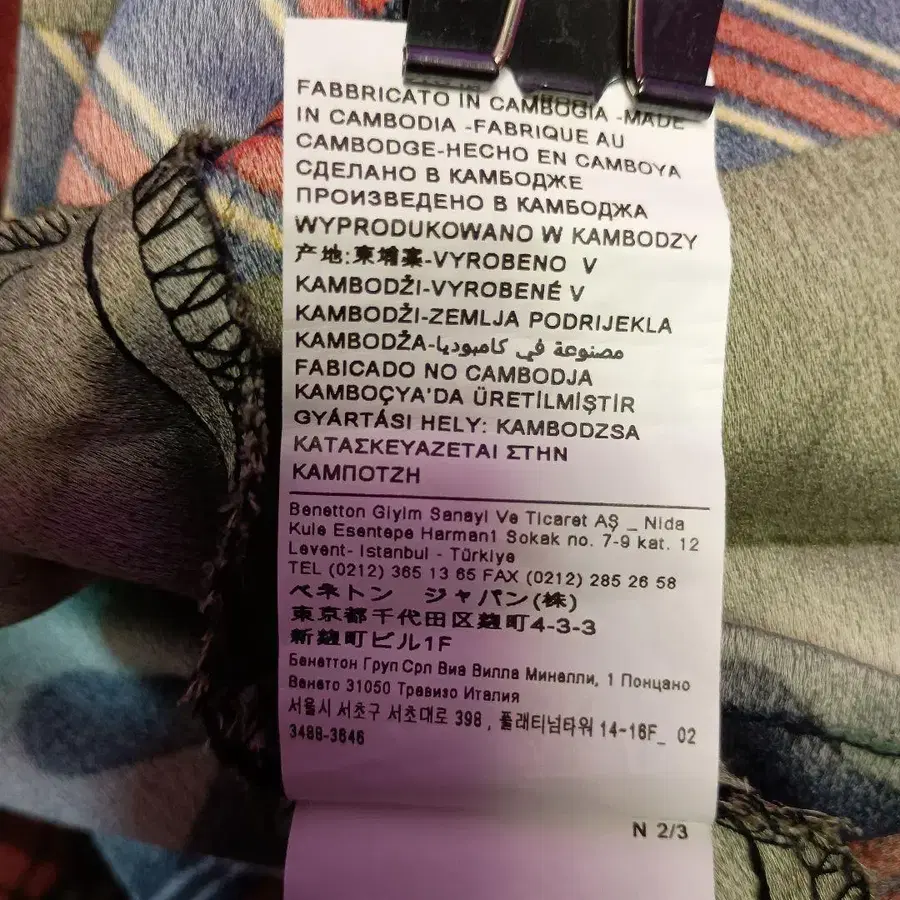 FABBRICATO IN CAMBOGIA -MADE
IN CAMBODIA -FABRIQUE AU
CAMBODGE-HECHO EN CAMBOYA
СДЕЛАНО В КАМБОДЖЕ
ПРОИЗВЕДЕНО В КАМБОДЖА
WYPRODUKOWANO W KAMBODZY
产地:柬埔寨-VYROBENO V
KAMBODŽI-VYROBENÉ V
KAMBODŽI-ZEMLJA PODRIJEKLA
KAMBODŽA-مصنوعة في كامبوديا
FABICADO NO CAMBODJA
KAMBOÇYA'DA ÜRETİLMİŞTİR
GYÁRTÁSI HELY: KAMBODZSA
ΚΑΤΑΣΚΕΥΑΖΕΤΑΙ ΣΤΗΝ
ΚΑΜΠΟΤΖΗ
Benetton Giyim Sanayi Ve Ticaret AŞ _ Nida
Kule Esentepe Harman1 Sokak no. 7-9 kat. 12
Levent- Istanbul - Türkiye
TEL (0212) 365 13 65 FAX (0212) 285 26 58
ベネトン ジャパン(株)
東京都千代田区麹町4-3-3
新麹町ビル1F
Бенеттон Груп Срл Виа Вилла Минелли, 1 Понцано
Венето 31050 Тревизо Италия
서울시 서초구 서초대로 398 , 플래티넘타워 14-16F_ 02
3488-3646
N 2/3